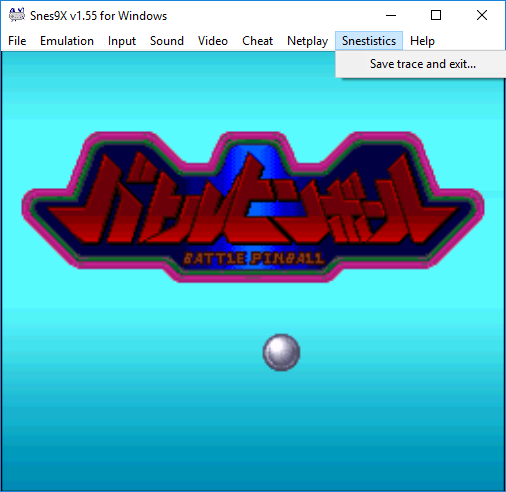 Snes9X v1.55 for Windows
File Emulation Input Sound Video Cheat Netplay Snestistics Help
Save trace and exit...
バトルピンボール
BATTLE PINBALL